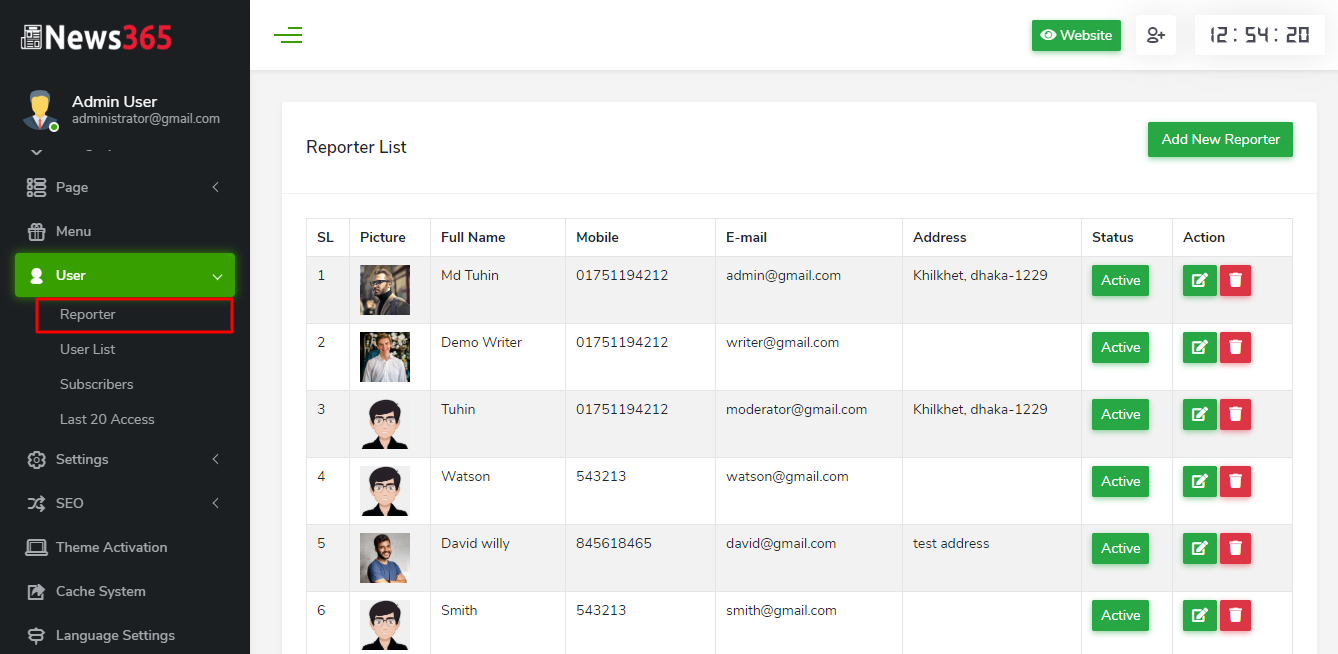 News365
Website
12:54:20
Admin User
administrator@gmail.com
Page
Menu
User
Reporter
User List
Subscribers
Last 20 Access
Settings
SEO
Theme Activation
Cache System
Language Settings
Reporter List
Add New Reporter
SL Picture Full Name Mobile E-mail Address Status Action
1 Md Tuhin 01751194212 admin@gmail.com Khilkhet, dhaka-1229 Active
2 Demo Writer 01751194212 writer@gmail.com Active
3 Tuhin 01751194212 moderator@gmail.com Khilkhet, dhaka-1229 Active
4 Watson 543213 watson@gmail.com Active
5 David willy 845618465 david@gmail.com test address Active
6 Smith 543213 smith@gmail.com Active